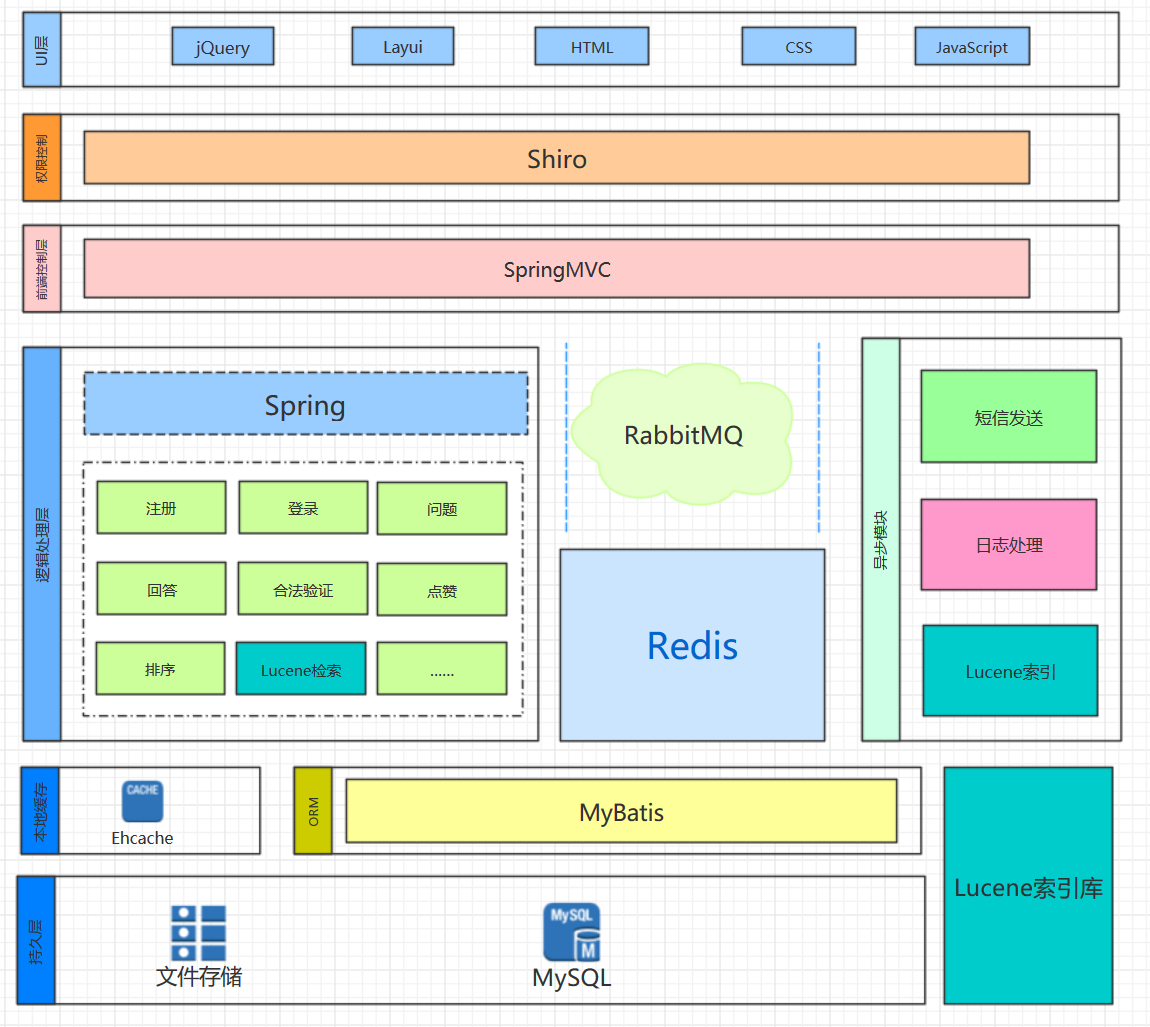 UI层
jQuery
Layui
HTML
CSS
JavaScript
权限控制
Shiro
前端控制层
SpringMVC
逻辑处理层
Spring
注册
登录
问题
回答
合法验证
点赞
排序
Lucene检索
......
RabbitMQ
Redis
异步模块
短信发送
日志处理
Lucene索引
本地缓存
CACHE
Ehcache
ORM
MyBatis
Lucene索引库
持久层
文件存储
MySQL
M
MySQL